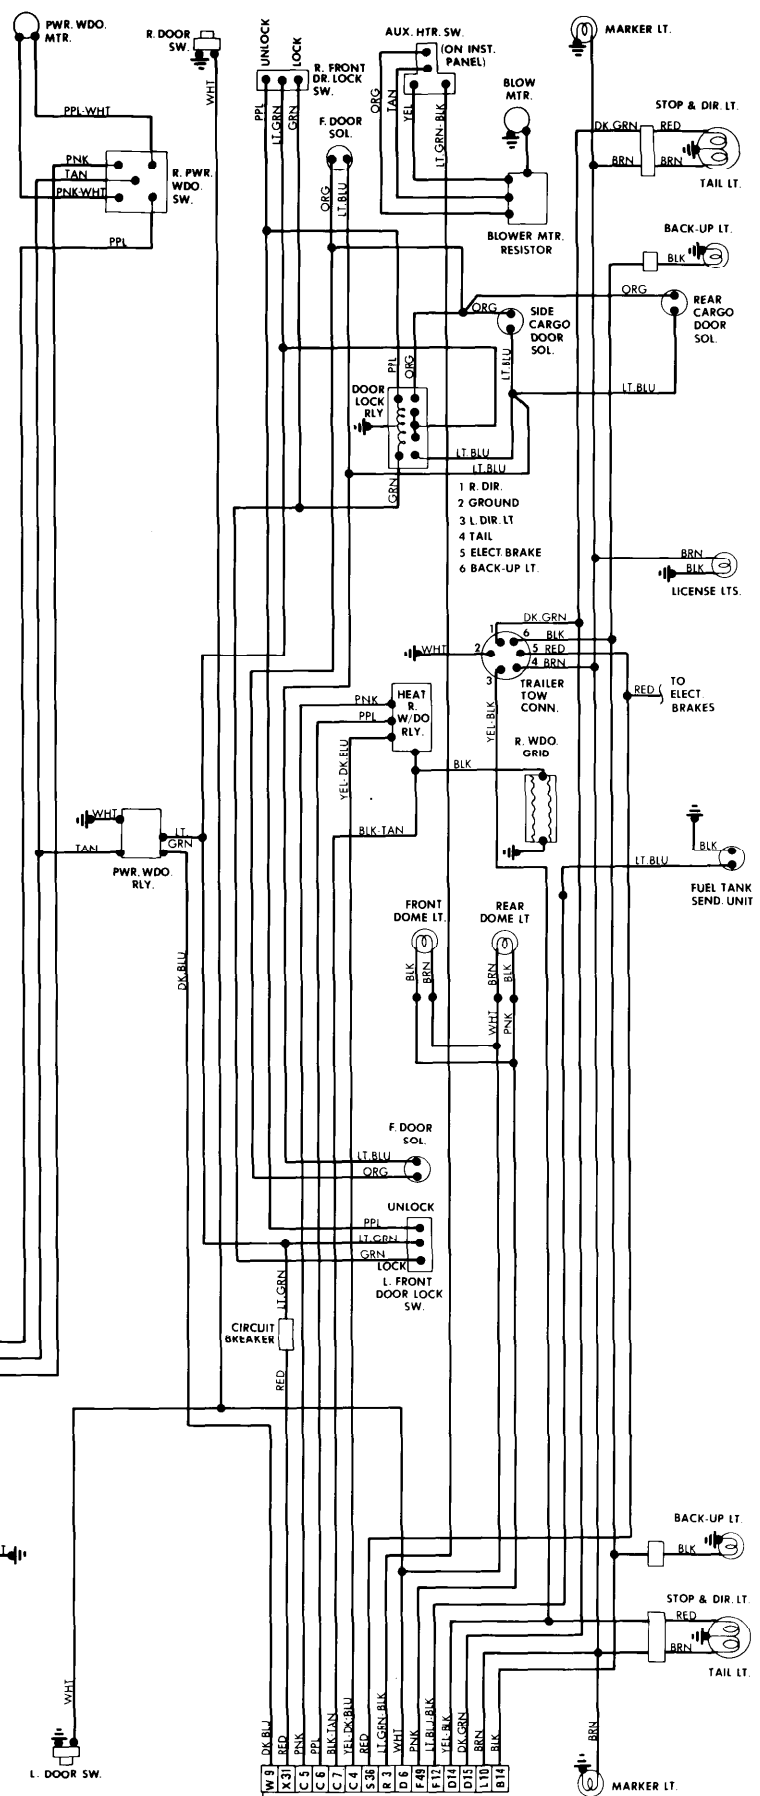 PWR. WDO.
MTR.
R. DOOR
SW.
WHT
UNLOCK
LOCK
R. FRONT
DR. LOCK
SW.
PPL
LT.GRN
GRN
F. DOOR
SOL.
ORG
LT.BLU
AUX. HTR. SW.
(ON INST.
PANEL)
ORG
TAN
YEL
LT.GRN-BLK
BLOW
MTR.
BLOWER MTR.
RESISTOR
MARKER LT.
STOP & DIR. LT.
DK.GRN
RED
BRN
BRN
TAIL LT.
BACK-UP LT.
BLK
PPL-WHT
PNK
TAN
PNK-WHT
R. PWR.
WDO.
SW.
PPL
ORG
REAR
CARGO
DOOR
SOL.
ORG
SIDE
CARGO
DOOR
SOL.
LT.BLU
LT.BLU
PPL
ORG
DOOR
LOCK
RLY
LT.BLU
LT.BLU
GRN
1 R. DIR.
2 GROUND
3 L. DIR. LT
4 TAIL
5 ELECT. BRAKE
6 BACK-UP LT.
BRN
BLK
LICENSE LTS.
DK.GRN
1
6
BLK
WHT
2
5
RED
4
BRN
3
TRAILER
TOW
CONN.
RED
TO
ELECT.
BRAKES
YEL-BLK
HEAT
R.
W/DO
RLY.
PNK
PPL
YEL-DK.BLU
BLK
R. WDO.
GRID
BLK-TAN
WHT
LT.
GRN
TAN
PWR. WDO.
RLY.
DK.BLU
BLK
LT.BLU
FUEL TANK
SEND. UNIT
FRONT
DOME LT.
REAR
DOME LT
BLK
BRN
BRN
BLK
WHT
PNK
F. DOOR
SOL.
LT.BLU
ORG
UNLOCK
PPL
LT.GRN
GRN
LOCK
L. FRONT
DOOR LOCK
SW.
LT.GRN
CIRCUIT
BREAKER
RED
BACK-UP LT.
BLK
STOP & DIR. LT.
RED
BRN
TAIL LT.
WHT
L. DOOR SW.
BRN
MARKER LT.
DK.BLU
RED
PNK
PPL
BLK-TAN
YEL-DK.BLU
RED
LT.GRN-BLK
WHT
PNK
LT.BLU-BLK
YEL-BLK
DK.GRN
BRN
BLK
W 9
X31
C 5
C 6
C 7
C 4
S36
R 3
D 6
F49
F12
D14
D15
L10
B14